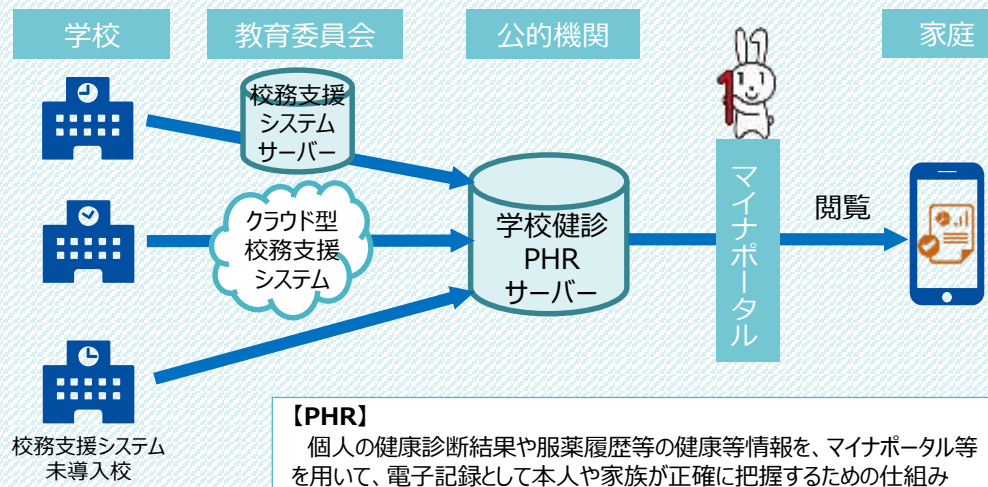 学校
教育委員会
公的機関
家庭
校務支援
システム
サーバー
クラウド型
校務支援
システム
学校健診
PHR
サーバー
1
マイナポータル
閲覧
校務支援システム
未導入校
【PHR】
個人の健康診断結果や服薬履歴等の健康等情報を、マイナポータル等
を用いて、電子記録として本人や家族が正確に把握するための仕組み